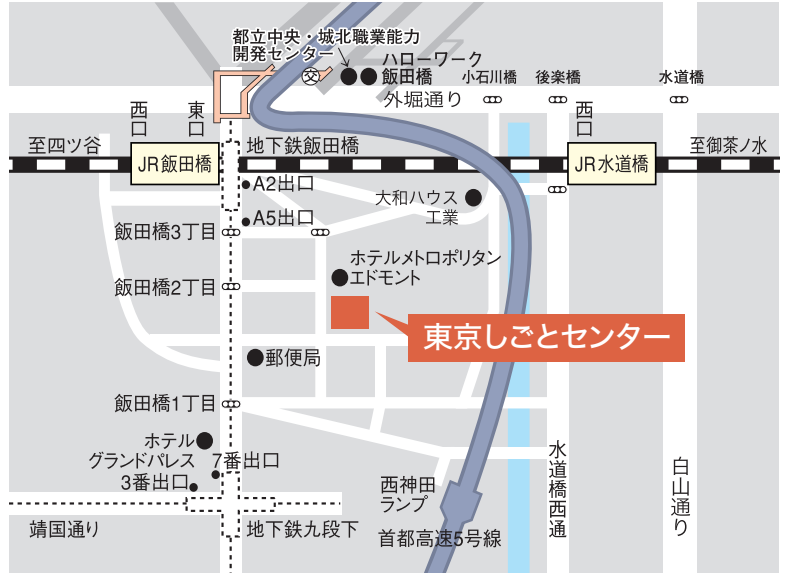 都立中央・城北職業能力
開発センター
ハローワーク
飯田橋
交
小石川橋
後楽橋
水道橋
外堀通り
西口
東口
西口
至四ツ谷
地下鉄飯田橋
至御茶ノ水
JR飯田橋
JR水道橋
A2出口
大和ハウス
工業
A5出口
飯田橋3丁目
ホテルメトロポリタン
エドモント
飯田橋2丁目
東京しごとセンター
郵便局
飯田橋1丁目
ホテル
グランドパレス
7番出口
3番出口
水道橋西通
白山通り
西神田
ランプ
靖国通り
地下鉄九段下
首都高速5号線